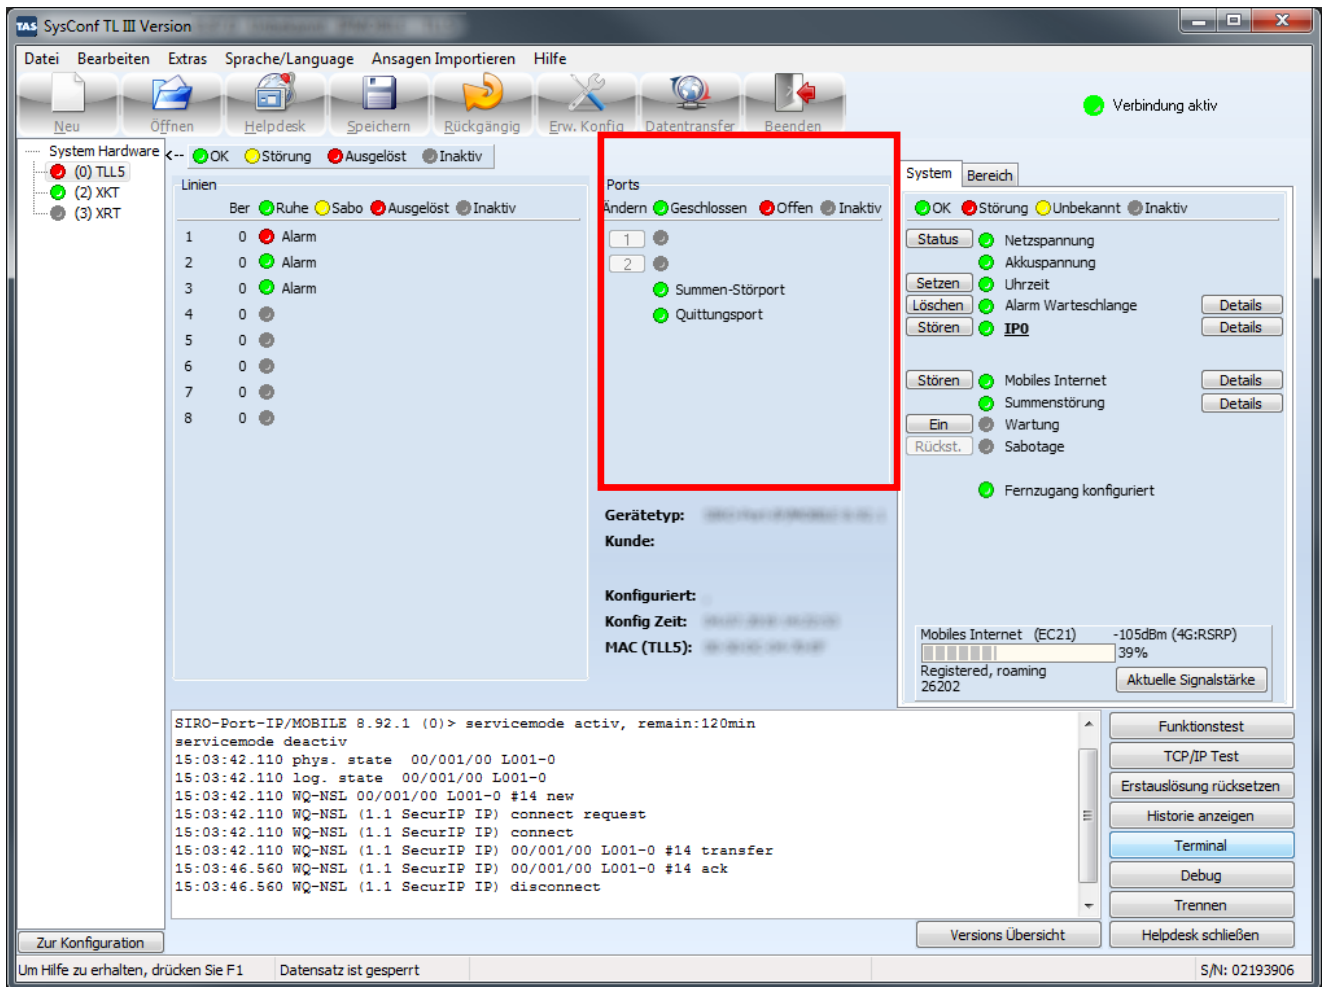 TAS SysConf TL III Version
Datei Bearbeiten Extras Sprache/Language Ansagen Importieren Hilfe
Neu Öffnen Helpdesk Speichern Rückgängig Erw. Konfig Datentransfer Beenden
Verbindung aktiv
System Hardware
(0) TLL5
(2) XKT
(3) XRT
<-- OK Störung Ausgelöst Inaktiv
Linien
Ber Ruhe Sabo Ausgelöst Inaktiv
1 0 Alarm
2 0 Alarm
3 0 Alarm
4 0
5 0
6 0
7 0
8 0
Ports
Ändern Geschlossen Offen Inaktiv
1
2
Summen-Störport
Quittungsport
Gerätetyp:
Kunde:
Konfiguriert:
Konfig Zeit:
MAC (TLL5):
System Bereich
OK Störung Unbekannt Inaktiv
Status Netzspannung
Akkuspannung
Setzen Uhrzeit
Löschen Alarm Warteschlange Details
Stören IP0 Details
Stören Mobiles Internet Details
Summenstörung Details
Ein Wartung
Rückst. Sabotage
Fernzugang konfiguriert
Mobiles Internet (EC21) -105dBm (4G:RSRP)
39%
Registered, roaming
26202
Aktuelle Signalstärke
SIRO-Port-IP/MOBILE 8.92.1 (0)> servicemode activ, remain:120min
servicemode deactiv
15:03:42.110 phys. state 00/001/00 L001-0
15:03:42.110 log. state 00/001/00 L001-0
15:03:42.110 WQ-NSL 00/001/00 L001-0 #14 new
15:03:42.110 WQ-NSL (1.1 SecurIP IP) connect request
15:03:42.110 WQ-NSL (1.1 SecurIP IP) connect
15:03:42.110 WQ-NSL (1.1 SecurIP IP) 00/001/00 L001-0 #14 transfer
15:03:46.560 WQ-NSL (1.1 SecurIP IP) 00/001/00 L001-0 #14 ack
15:03:46.560 WQ-NSL (1.1 SecurIP IP) disconnect
Funktionstest
TCP/IP Test
Erstauslösung rücksetzen
Historie anzeigen
Terminal
Debug
Trennen
Zur Konfiguration
Versions Übersicht
Helpdesk schließen
Um Hilfe zu erhalten, drücken Sie F1 Datensatz ist gesperrt S/N: 02193906